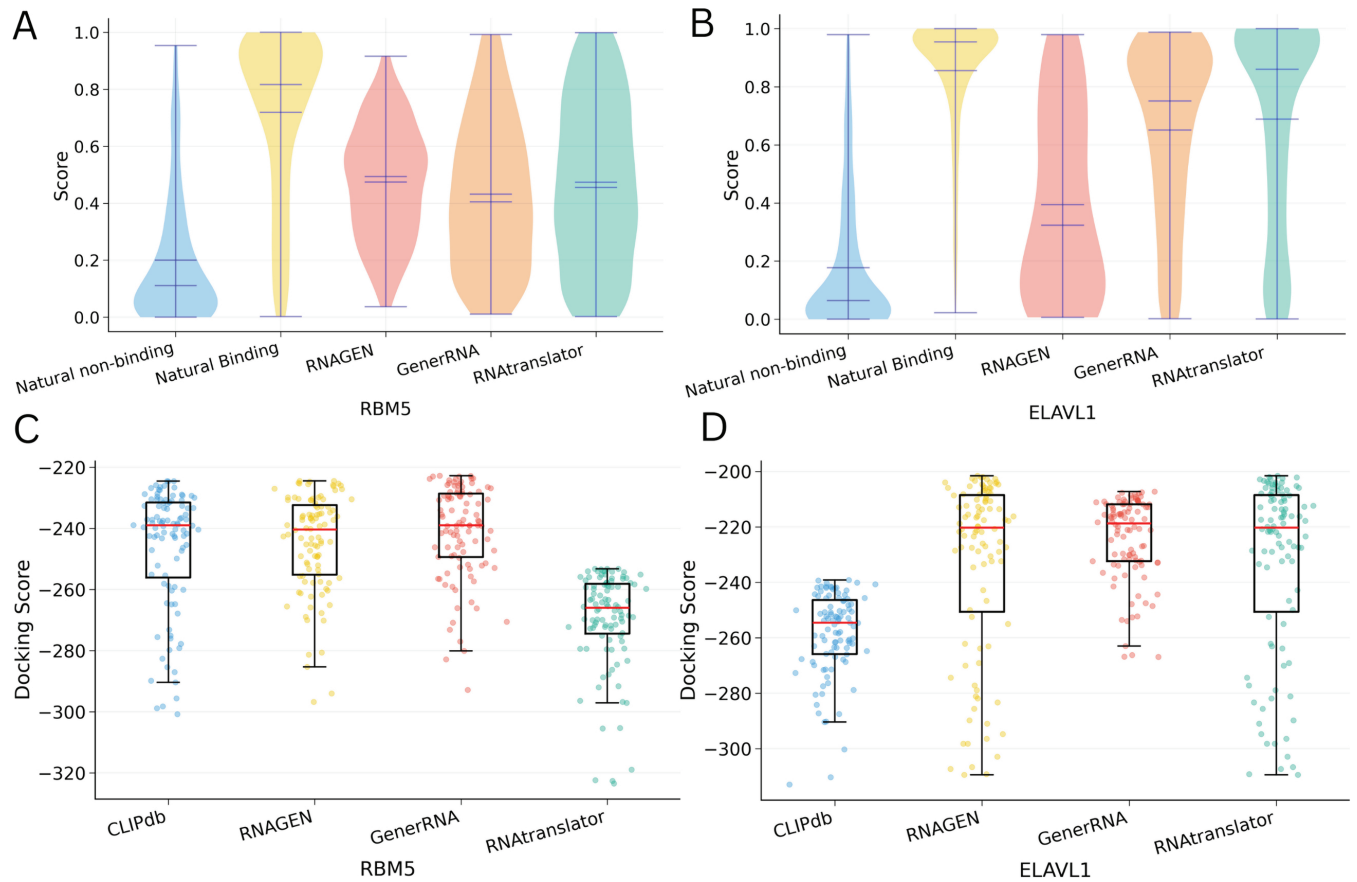 A
Score
1.0
0.8
0.6
0.4
0.2
0.0
Natural non-binding
Natural Binding
RNAGEN
GenerRNA
RNAtranslator
RBM5
B
Score
1.0
0.8
0.6
0.4
0.2
0.0
Natural non-binding
Natural Binding
RNAGEN
GenerRNA
RNAtranslator
ELAVL1
C
Docking Score
−220
−240
−260
−280
−300
−320
CLIPdb
RNAGEN
GenerRNA
RNAtranslator
RBM5
D
Docking Score
−200
−220
−240
−260
−280
−300
CLIPdb
RNAGEN
GenerRNA
RNAtranslator
ELAVL1